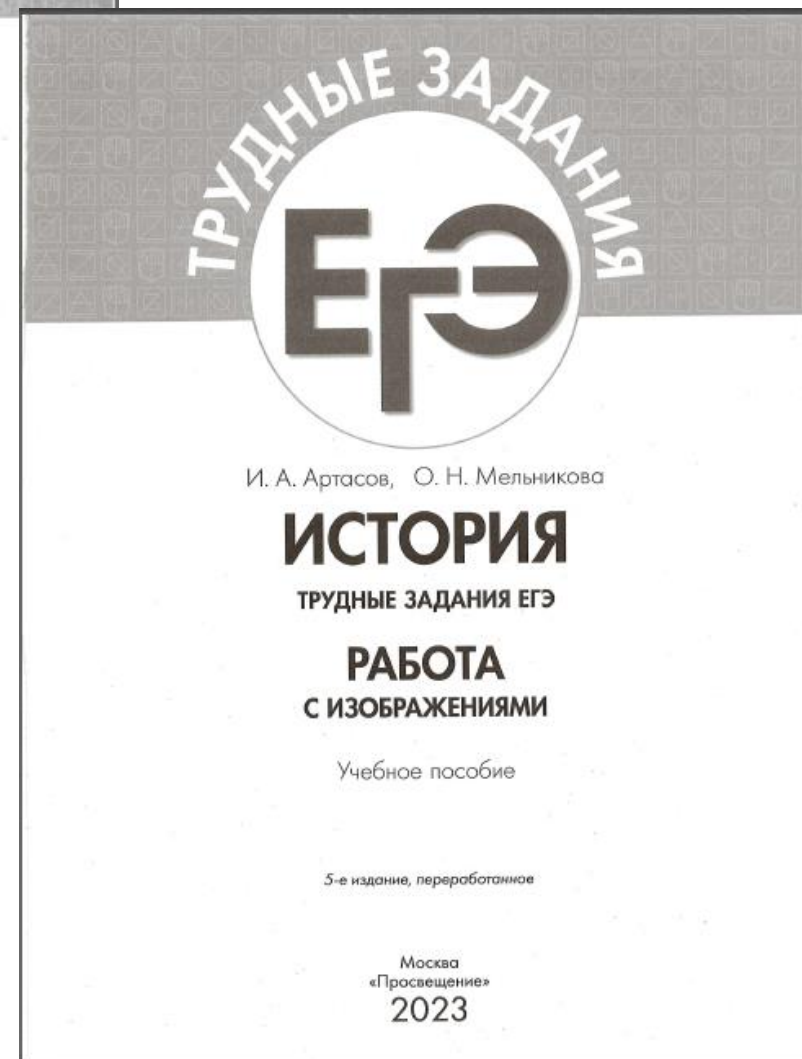 ТРУДНЫЕ ЗАДАНИЯ
ЕГЭ
И. А. Артасов, О. Н. Мельникова
ИСТОРИЯ
ТРУДНЫЕ ЗАДАНИЯ ЕГЭ
РАБОТА
С ИЗОБРАЖЕНИЯМИ
Учебное пособие
5-е издание, переработанное
Москва
«Просвещение»
2023